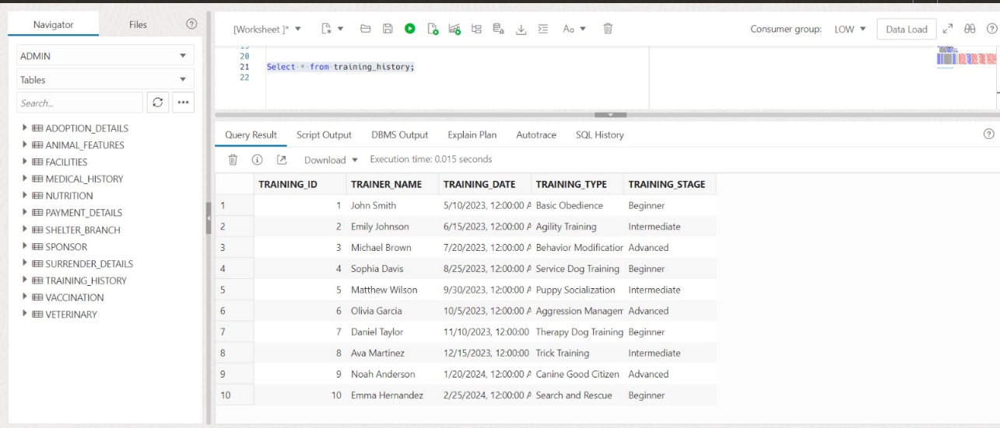 Navigator Files
[Worksheet ]* Aa Consumer group: LOW Data Load
ADMIN
Tables
Search...
ADOPTION_DETAILS
ANIMAL_FEATURES
FACILITIES
MEDICAL_HISTORY
NUTRITION
PAYMENT_DETAILS
SHELTER_BRANCH
SPONSOR
SURRENDER_DETAILS
TRAINING_HISTORY
VACCINATION
VETERINARY
20
21 Select * from training_history;
22
Query Result Script Output DBMS Output Explain Plan Autotrace SQL History
Download Execution time: 0.015 seconds
TRAINING_ID TRAINER_NAME TRAINING_DATE TRAINING_TYPE TRAINING_STAGE
1 1 John Smith 5/10/2023, 12:00:00 A Basic Obedience Beginner
2 2 Emily Johnson 6/15/2023, 12:00:00 A Agility Training Intermediate
3 3 Michael Brown 7/20/2023, 12:00:00 A Behavior Modification Advanced
4 4 Sophia Davis 8/25/2023, 12:00:00 A Service Dog Training Beginner
5 5 Matthew Wilson 9/30/2023, 12:00:00 A Puppy Socialization Intermediate
6 6 Olivia Garcia 10/5/2023, 12:00:00 A Aggression Managem Advanced
7 7 Daniel Taylor 11/10/2023, 12:00:00 Therapy Dog Training Beginner
8 8 Ava Martinez 12/15/2023, 12:00:00 Trick Training Intermediate
9 9 Noah Anderson 1/20/2024, 12:00:00 A Canine Good Citizen Advanced
10 10 Emma Hernandez 2/25/2024, 12:00:00 A Search and Rescue Beginner